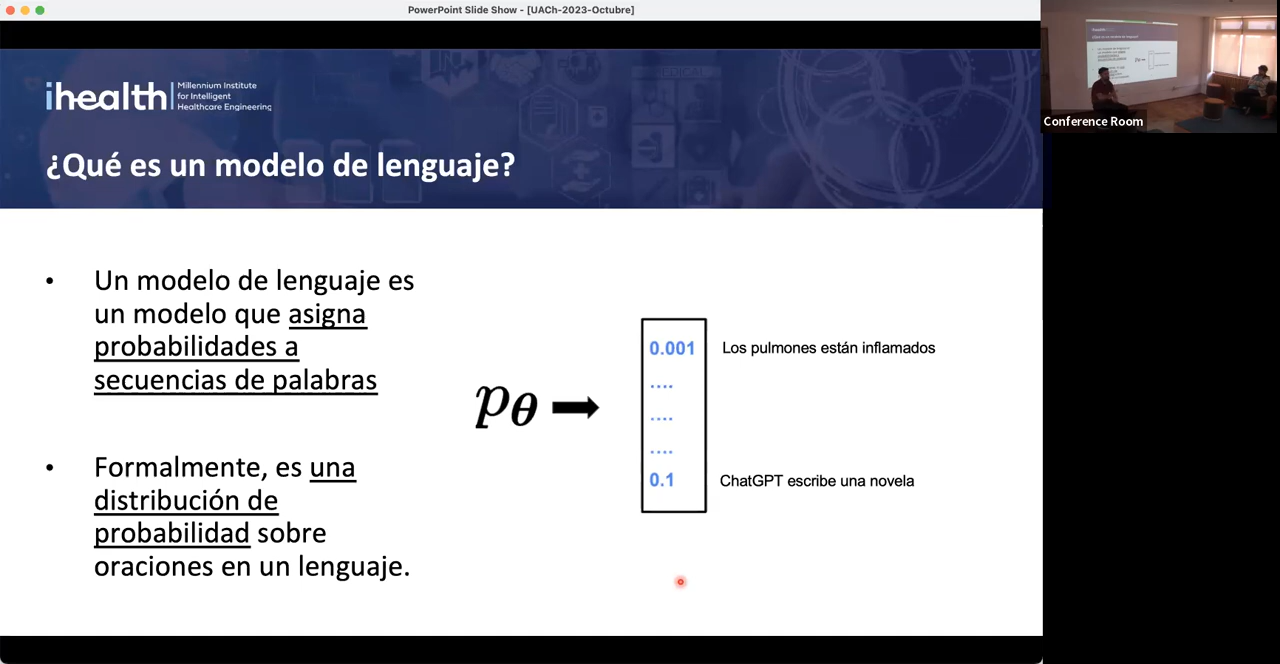 PowerPoint Slide Show - [UACh-2023-Octubre]
ihealth
Millennium Institute
for Intelligent
Healthcare Engineering
¿Qué es un modelo de lenguaje?
• Un modelo de lenguaje es
un modelo que asigna
probabilidades a
secuencias de palabras
• Formalmente, es una
distribución de
probabilidad sobre
oraciones en un lenguaje.
pθ
0.001 Los pulmones están inflamados
....
....
....
0.1 ChatGPT escribe una novela
Conference Room